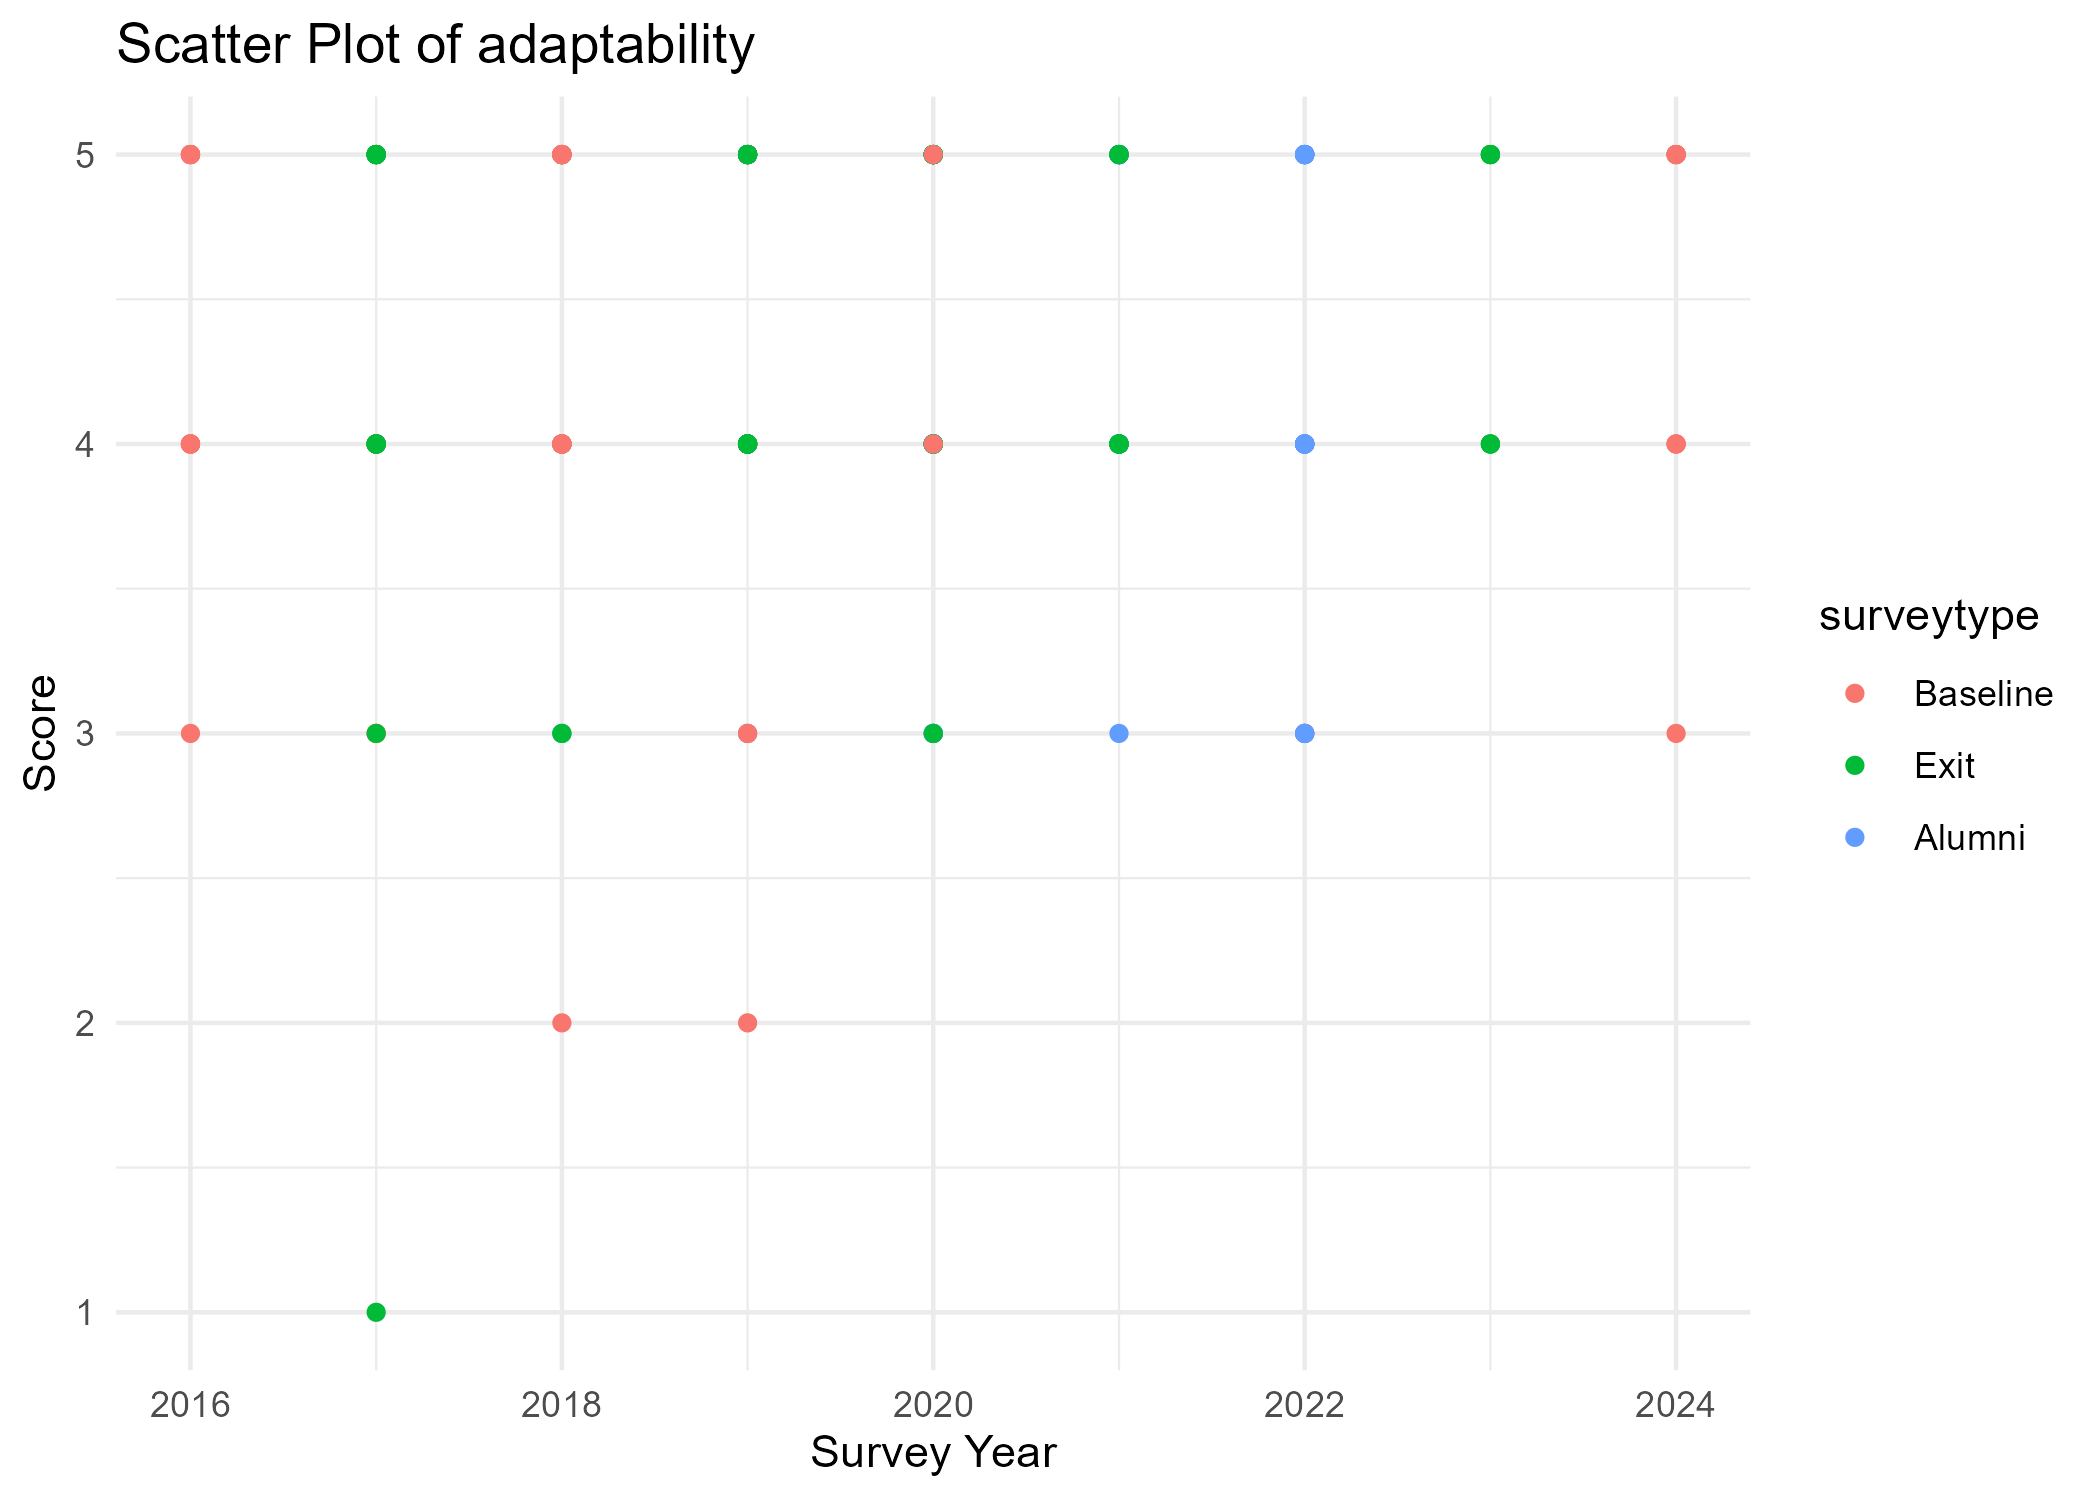 Scatter Plot of adaptability
5
4
3
2
1
Score
2016 2018 2020 2022 2024
Survey Year
surveytype
Baseline
Exit
Alumni